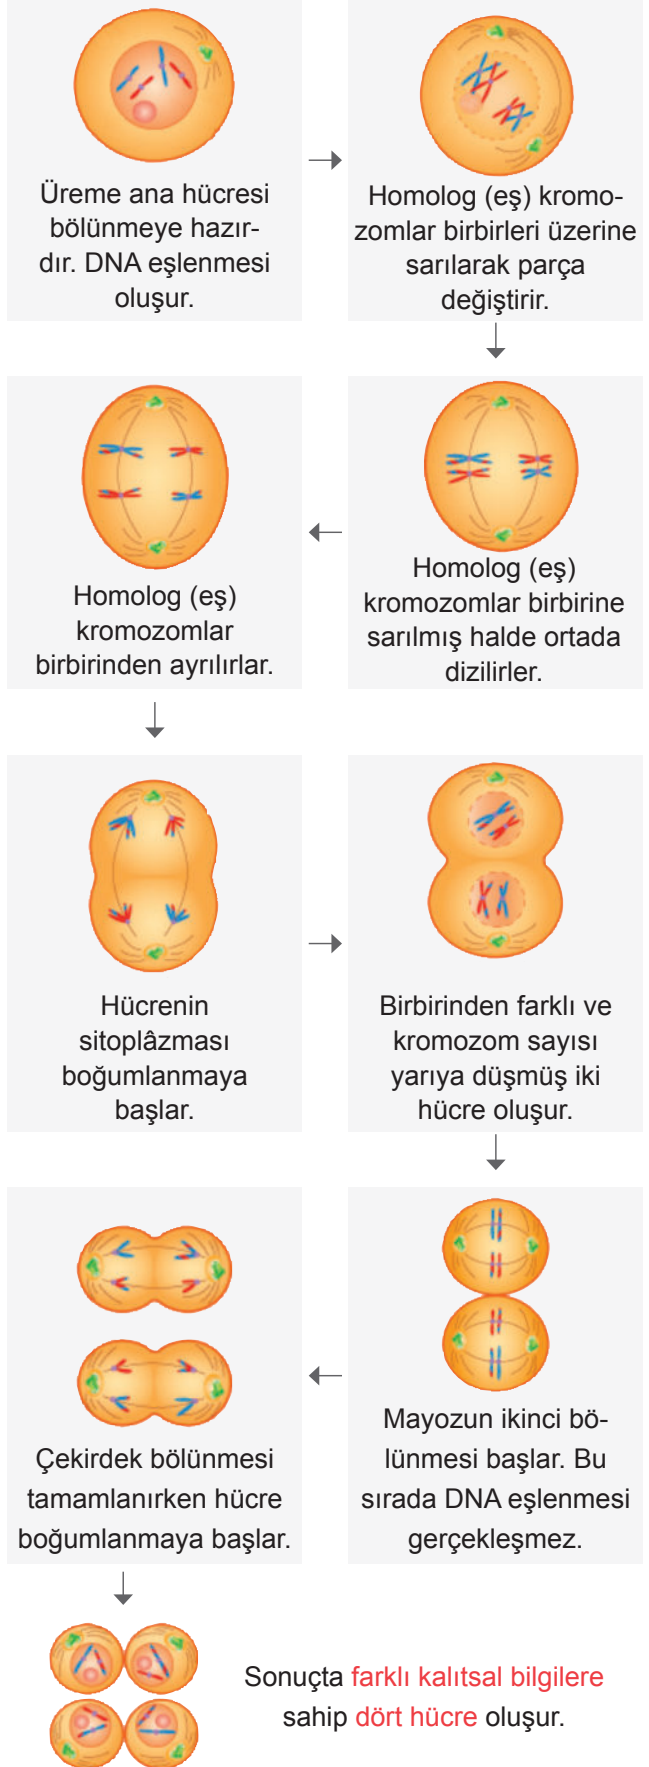 Üreme ana hücresi
bölünmeye hazır-
dır. DNA eşlenmesi
oluşur.
Homolog (eş) kromo-
zomlar birbirleri üzerine
sarılarak parça
değiştirir.
Homolog (eş)
kromozomlar birbirine
sarılmış halde ortada
dizilirler.
Homolog (eş)
kromozomlar
birbirinden ayrılırlar.
Hücrenin
sitoplâzması
boğumlanmaya
başlar.
Birbirinden farklı ve
kromozom sayısı
yarıya düşmüş iki
hücre oluşur.
Mayozun ikinci bö-
lünmesi başlar. Bu
sırada DNA eşlenmesi
gerçekleşmez.
Çekirdek bölünmesi
tamamlanırken hücre
boğumlanmaya başlar.
Sonuçta farklı kalıtsal bilgilere
sahip dört hücre oluşur.